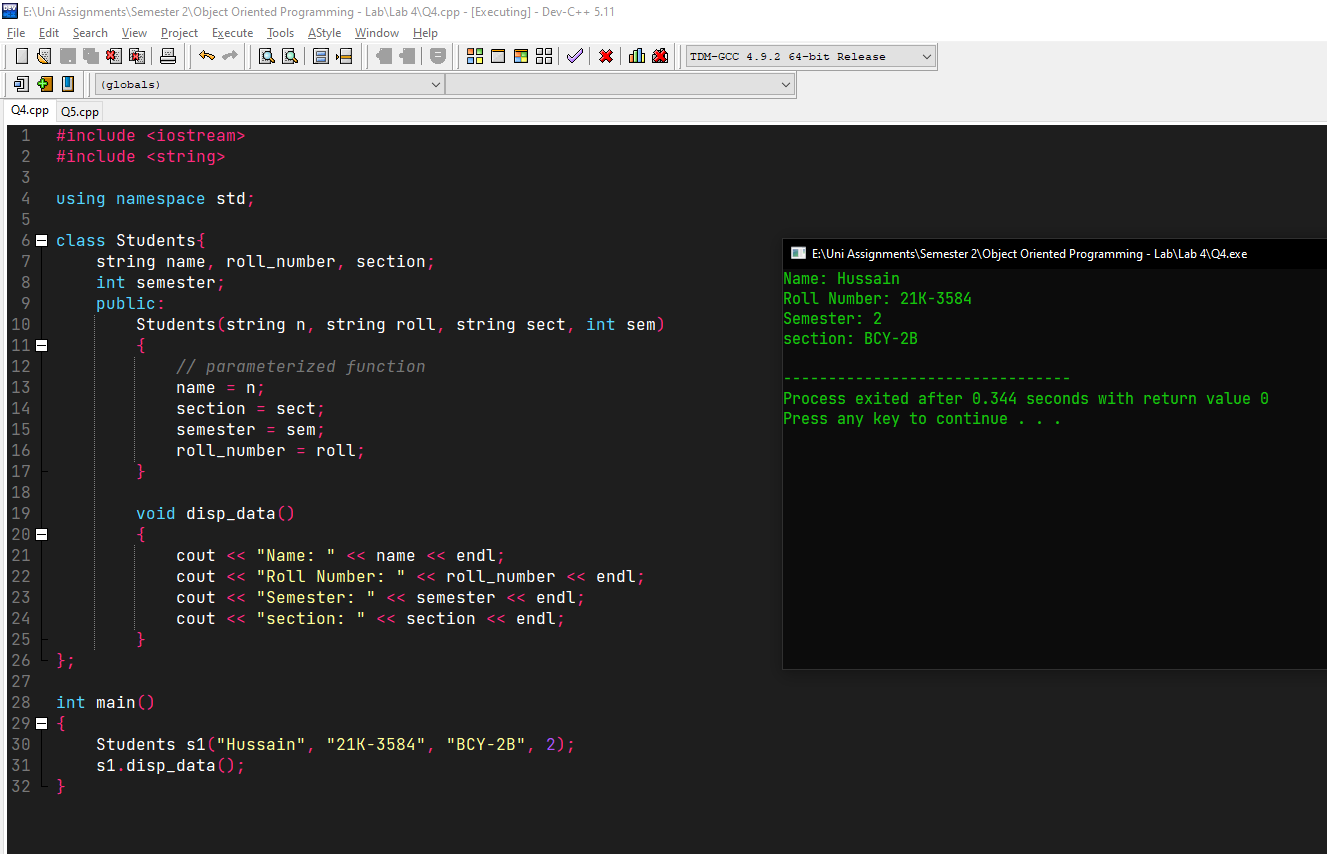 E:\Uni Assignments\Semester 2\Object Oriented Programming - Lab\Lab 4\Q4.cpp - [Executing] - Dev-C++ 5.11
File Edit Search View Project Execute Tools AStyle Window Help
TDM-GCC 4.9.2 64-bit Release
(globals)
Q4.cpp Q5.cpp
1 #include <iostream>
2 #include <string>
3
4 using namespace std;
5
6 class Students{
7 string name, roll_number, section;
8 int semester;
9 public:
10 Students(string n, string roll, string sect, int sem)
11 {
12 // parameterized function
13 name = n;
14 section = sect;
15 semester = sem;
16 roll_number = roll;
17 }
18
19 void disp_data()
20 {
21 cout << "Name: " << name << endl;
22 cout << "Roll Number: " << roll_number << endl;
23 cout << "Semester: " << semester << endl;
24 cout << "section: " << section << endl;
25 }
26 };
27
28 int main()
29 {
30 Students s1("Hussain", "21K-3584", "BCY-2B", 2);
31 s1.disp_data();
32 }
E:\Uni Assignments\Semester 2\Object Oriented Programming - Lab\Lab 4\Q4.exe
Name: Hussain
Roll Number: 21K-3584
Semester: 2
section: BCY-2B
--------------------------------
Process exited after 0.344 seconds with return value 0
Press any key to continue . . .